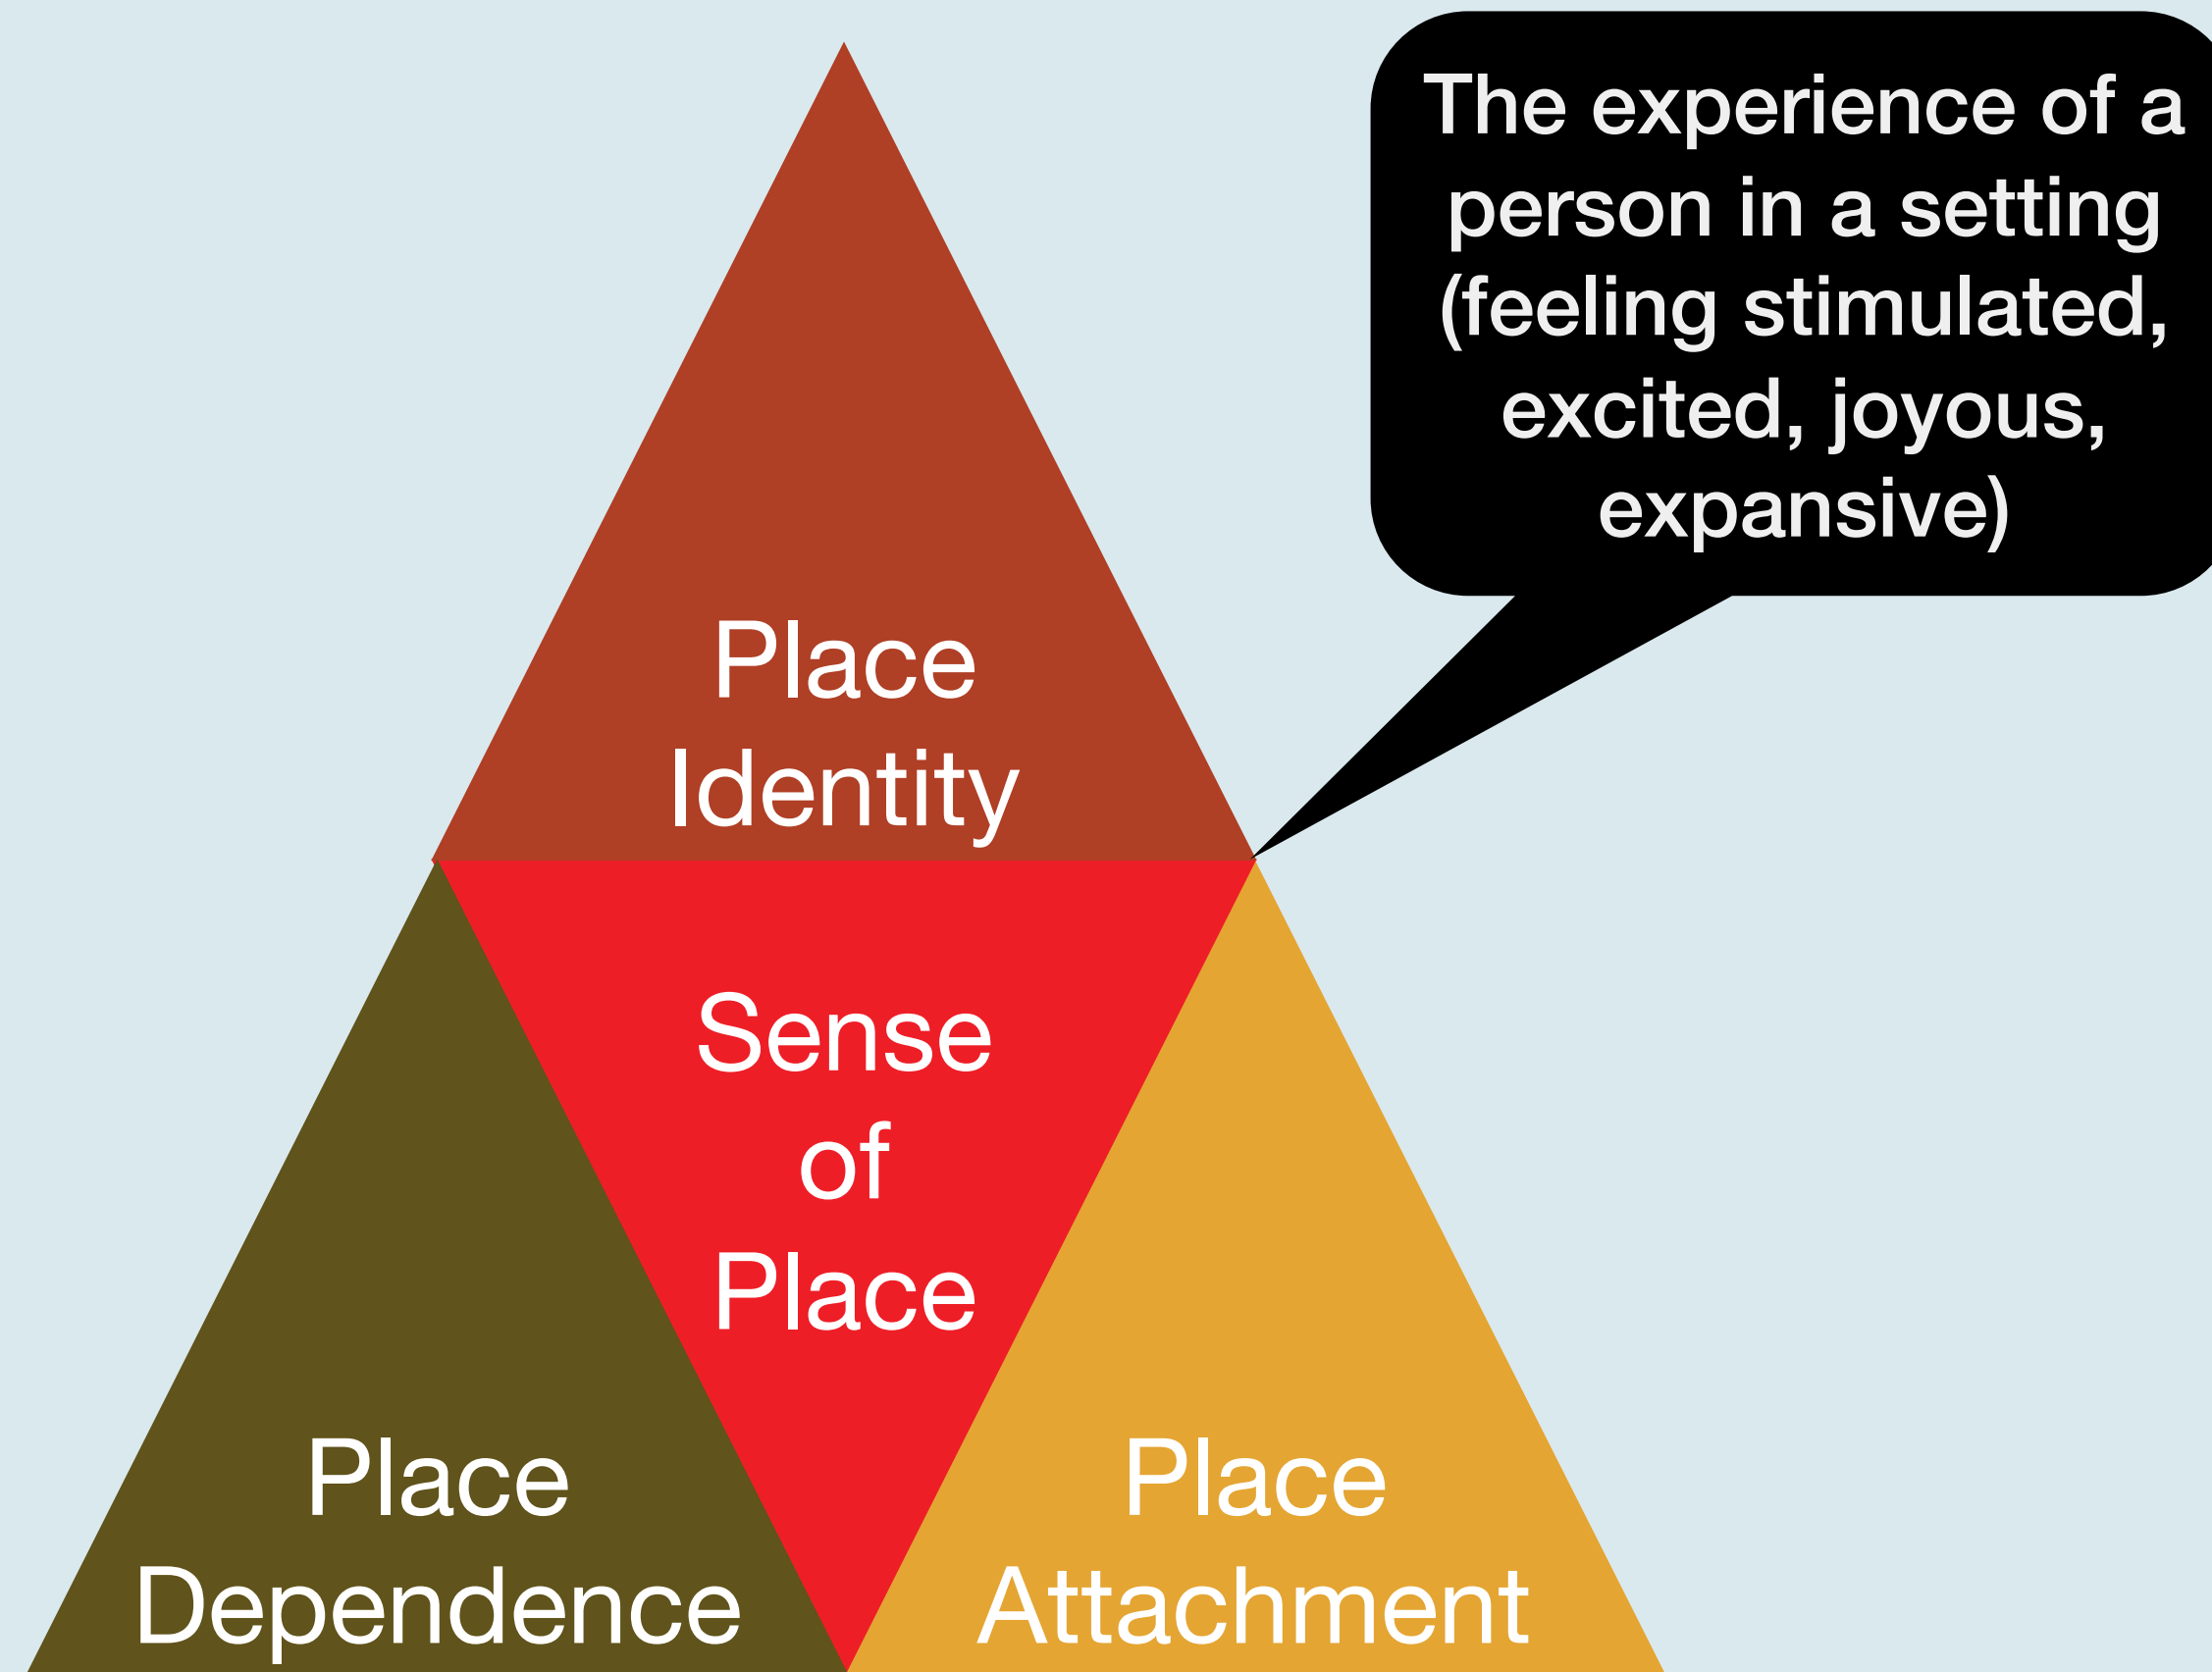 The experience of a
person in a setting
(feeling stimulated,
excited, joyous,
expansive)
Place
Identity
Sense
of
Place
Place
Dependence
Place
Attachment